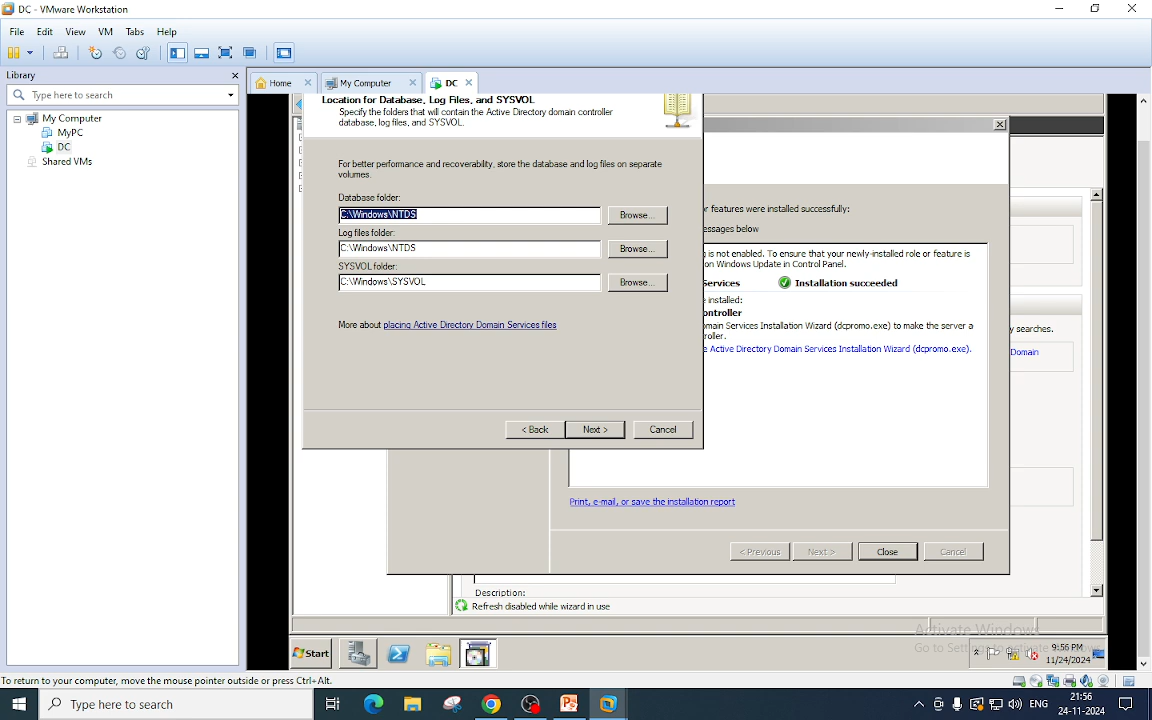 DC - VMware Workstation
File Edit View VM Tabs Help
Library
Type here to search
My Computer
MyPC
DC
Shared VMs
Home
My Computer
DC
Location for Database, Log Files, and SYSVOL
Specify the folders that will contain the Active Directory domain controller
database, log files, and SYSVOL.
For better performance and recoverability, store the database and log files on separate
volumes.
Database folder:
C:\Windows\NTDS
Browse...
Log files folder:
C:\Windows\NTDS
Browse...
SYSVOL folder:
C:\Windows\SYSVOL
Browse...
More about placing Active Directory Domain Services files
< Back
Next >
Cancel
r features were installed successfully:
essages below
is not enabled. To ensure that your newly-installed role or feature is
on Windows Update in Control Panel.
Services
Installation succeeded
installed:
ontroller
omain Services Installation Wizard (dcpromo.exe) to make the server a
roller.
e Active Directory Domain Services Installation Wizard (dcpromo.exe).
Print, e-mail, or save the installation report
< Previous
Next >
Close
Cancel
y searches.
Domain
Description:
Refresh disabled while wizard in use
Activate Windows
Go to Set
Start
9:56 PM
11/24/2024
To return to your computer, move the mouse pointer outside or press Ctrl+Alt.
Type here to search
ENG
21:56
24-11-2024